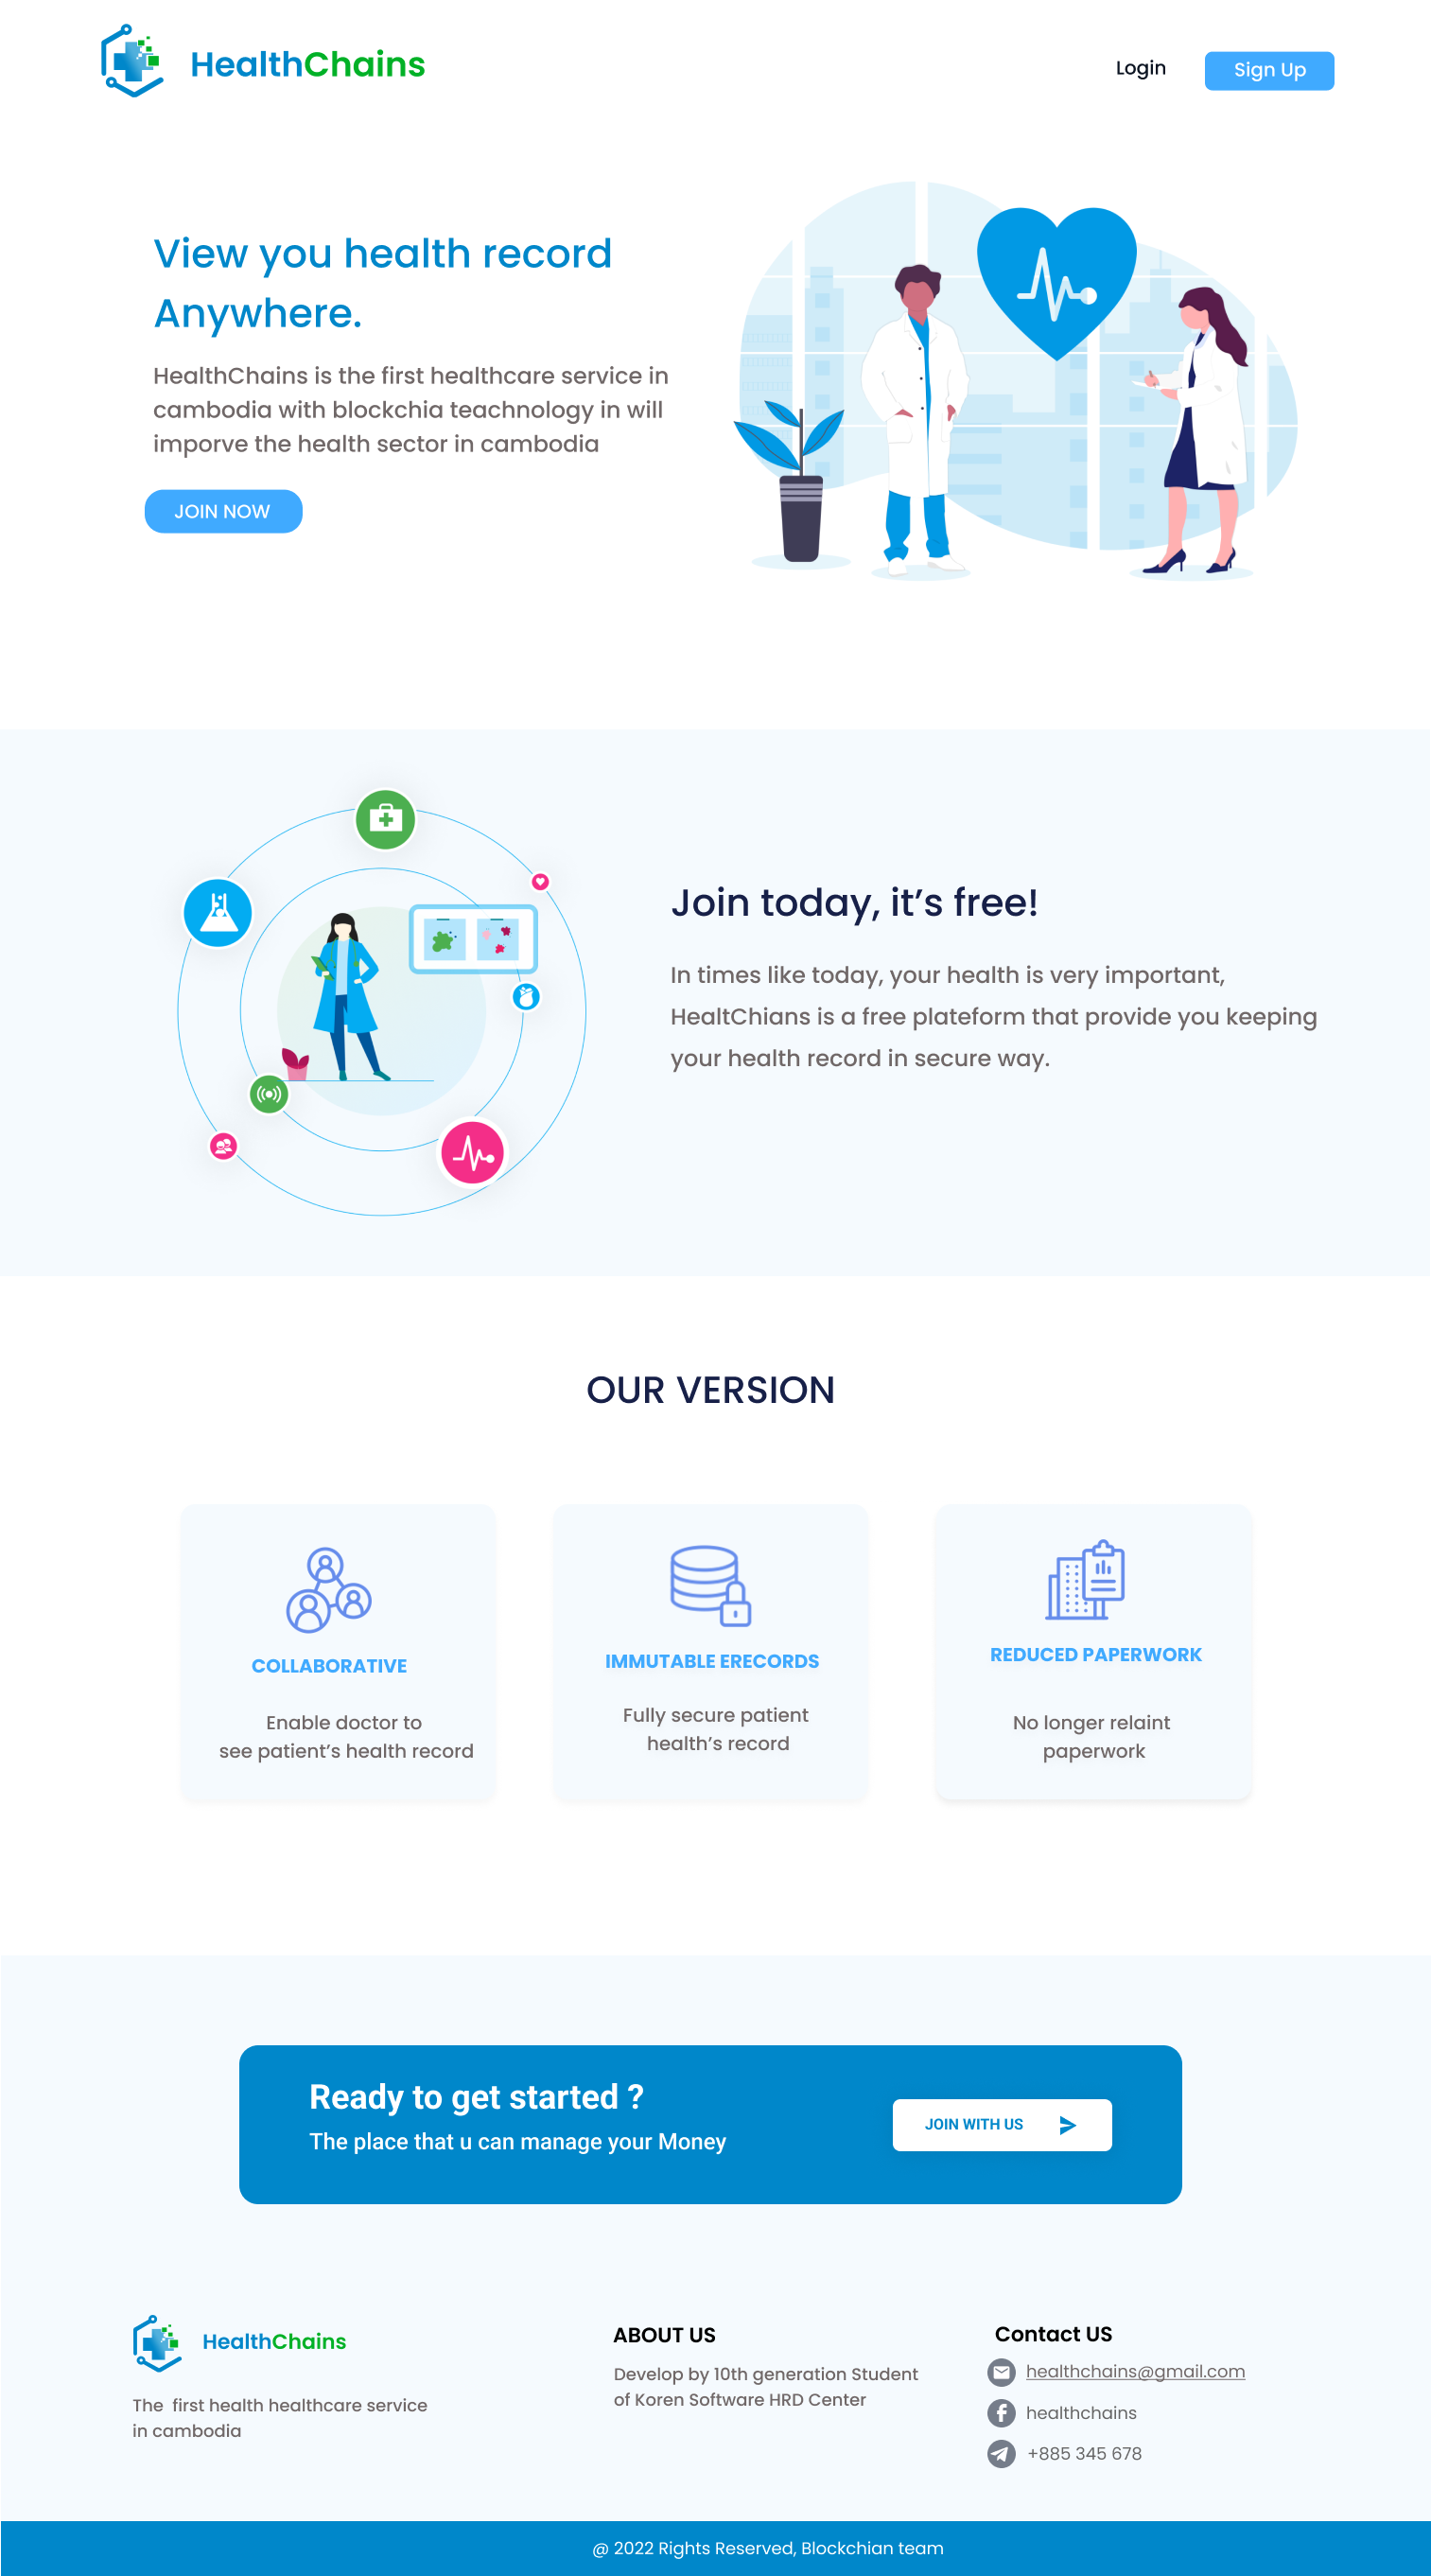 HealthChains
Login
Sign Up
View you health record
Anywhere.
HealthChains is the first healthcare service in
cambodia with blockchia teachnology in will
imporve the health sector in cambodia
JOIN NOW
Join today, it’s free!
In times like today, your health is very important,
HealtChians is a free plateform that provide you keeping
your health record in secure way.
OUR VERSION
COLLABORATIVE
Enable doctor to
see patient’s health record
IMMUTABLE ERECORDS
Fully secure patient
health’s record
REDUCED PAPERWORK
No longer relaint
paperwork
Ready to get started ?
The place that u can manage your Money
JOIN WITH US
HealthChains
The first health healthcare service
in cambodia
ABOUT US
Develop by 10th generation Student
of Koren Software HRD Center
Contact US
healthchains@gmail.com
healthchains
+885 345 678
@ 2022 Rights Reserved, Blockchian team